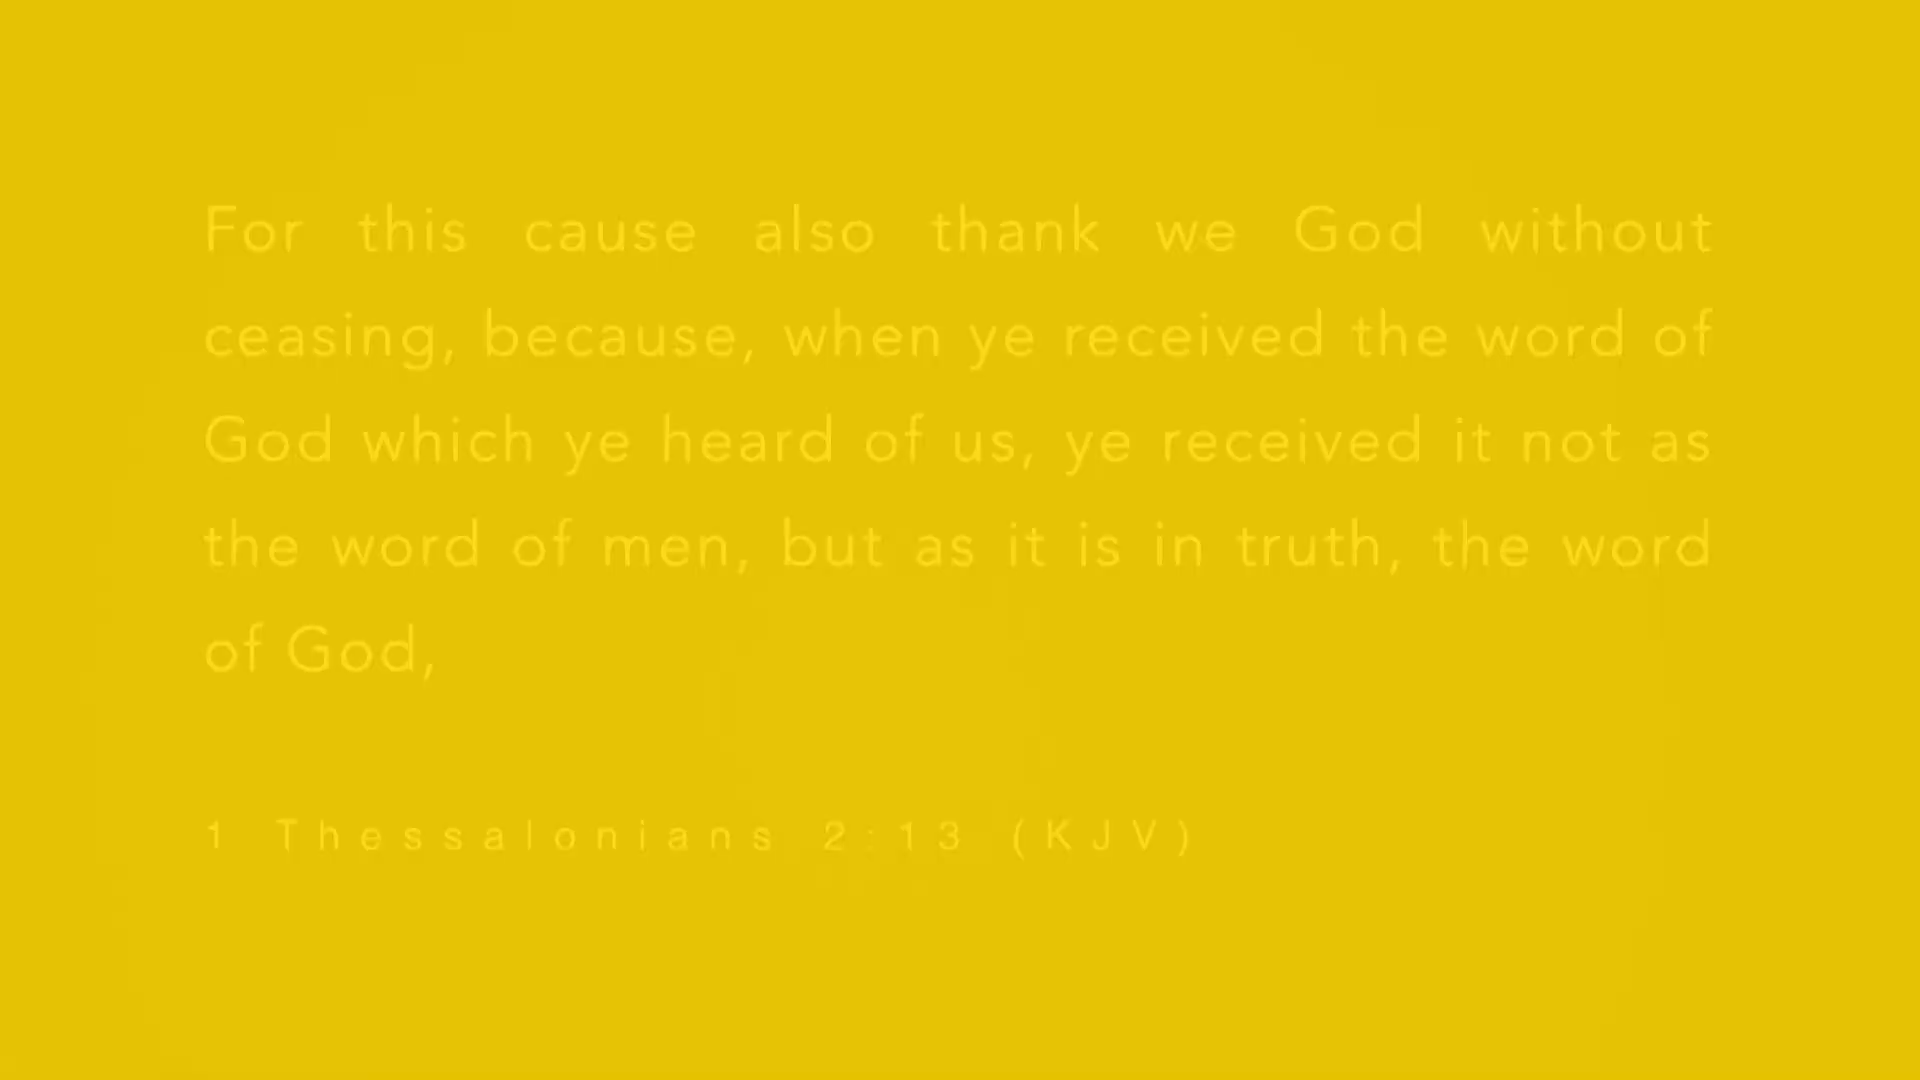 For this cause also thank we God without
ceasing, because, when ye received the word of
God which ye heard of us, ye received it not as
the word of men, but as it is in truth, the word
of God,
1 Thessalonians 2:13 (KJV)